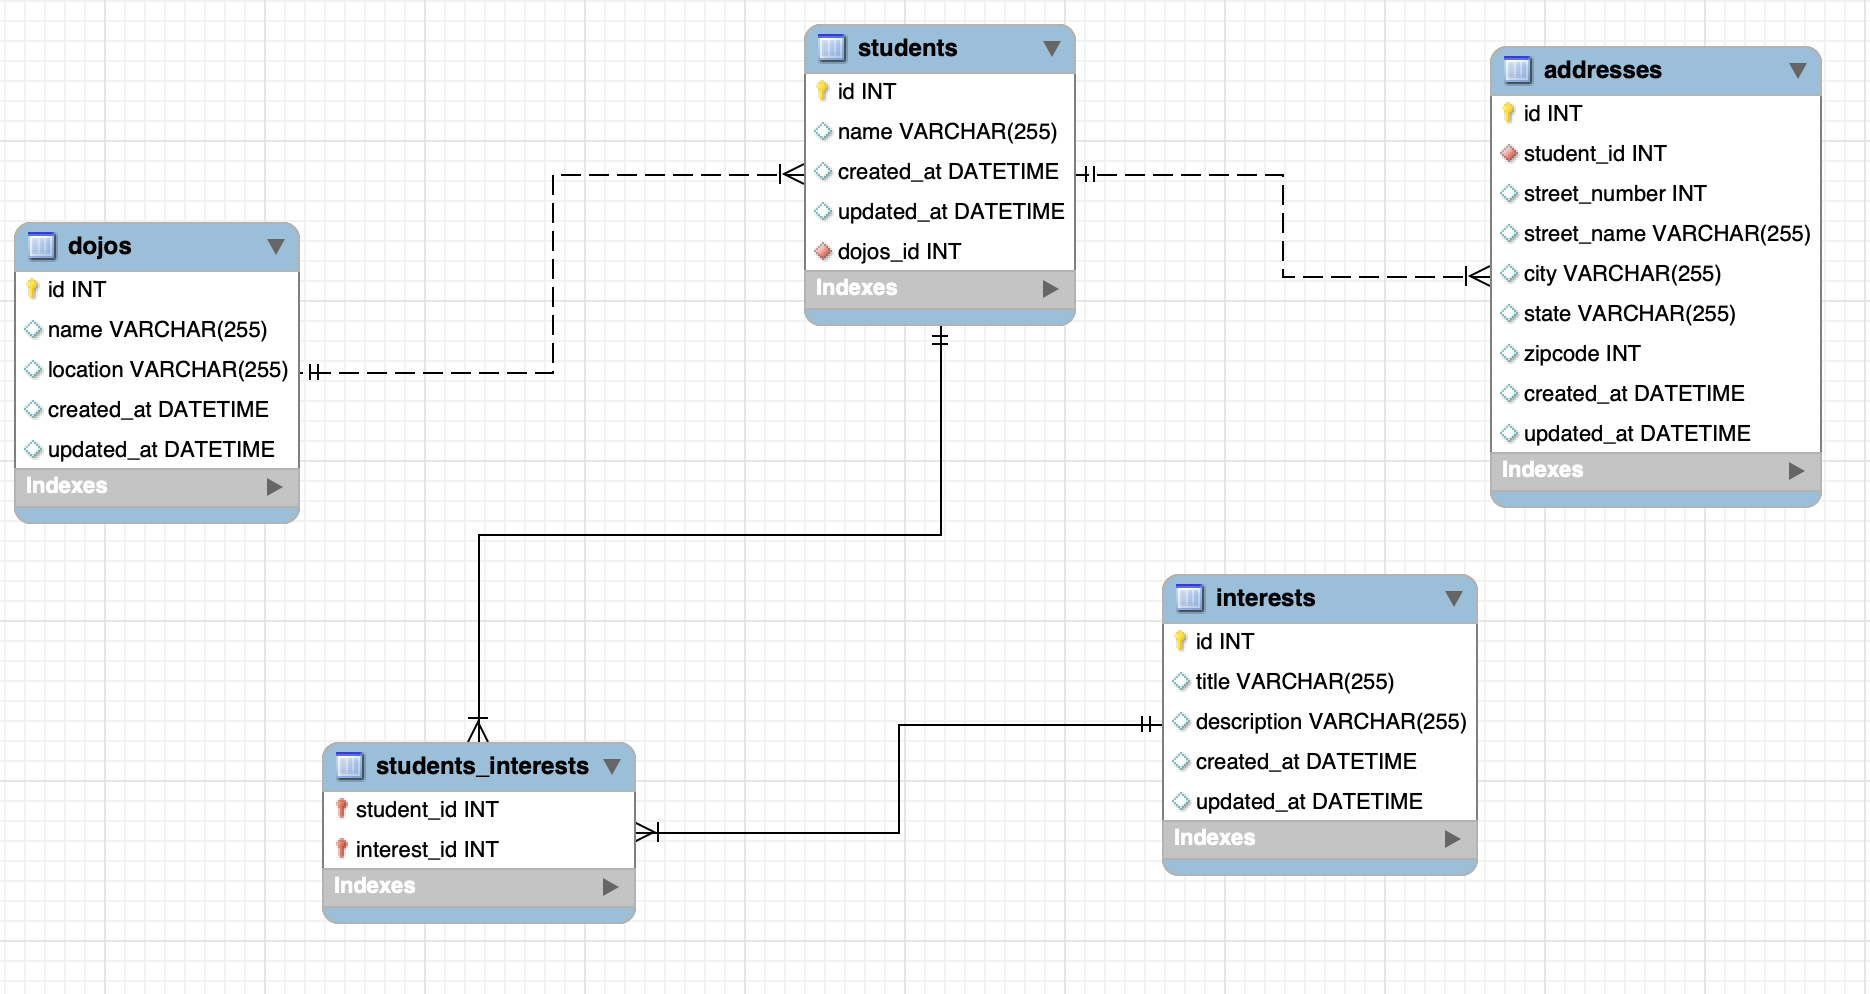 students
id INT
name VARCHAR(255)
created_at DATETIME
updated_at DATETIME
dojos_id INT
Indexes
addresses
id INT
student_id INT
street_number INT
street_name VARCHAR(255)
city VARCHAR(255)
state VARCHAR(255)
zipcode INT
created_at DATETIME
updated_at DATETIME
Indexes
dojos
id INT
name VARCHAR(255)
location VARCHAR(255)
created_at DATETIME
updated_at DATETIME
Indexes
interests
id INT
title VARCHAR(255)
description VARCHAR(255)
created_at DATETIME
updated_at DATETIME
Indexes
students_interests
student_id INT
interest_id INT
Indexes